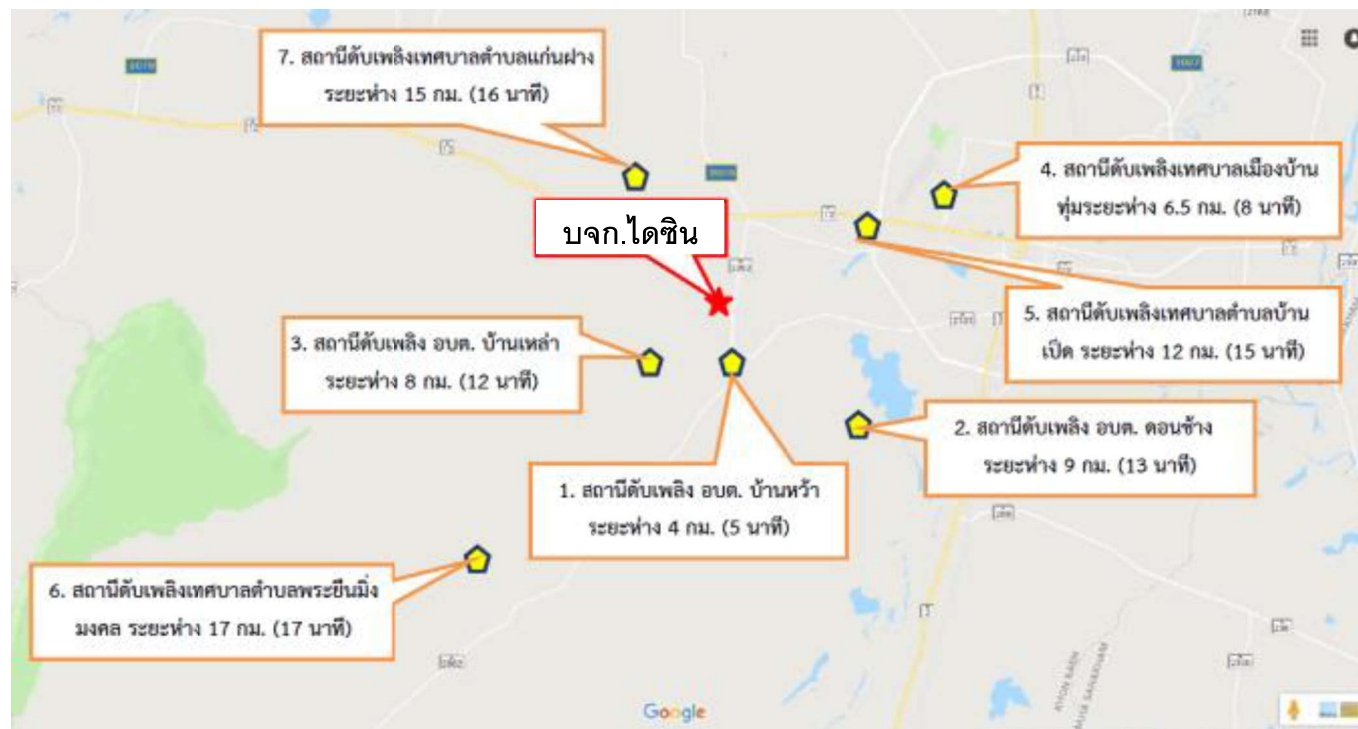 7. สถานีดับเพลิงเทศบาลตำบลแก่นฝาง
ระยะห่าง 15 กม. (16 นาที)
4. สถานีดับเพลิงเทศบาลเมืองบ้าน
ทุ่มระยะห่าง 6.5 กม. (8 นาที)
บจก.ไดซิน
5. สถานีดับเพลิงเทศบาลตำบลบ้าน
เป็ด ระยะห่าง 12 กม. (15 นาที)
3. สถานีดับเพลิง อบต. บ้านเหล่า
ระยะห่าง 8 กม. (12 นาที)
2. สถานีดับเพลิง อบต. ดอนช้าง
ระยะห่าง 9 กม. (13 นาที)
1. สถานีดับเพลิง อบต. บ้านหว้า
ระยะห่าง 4 กม. (5 นาที)
6. สถานีดับเพลิงเทศบาลตำบลพระยืนมิ่ง
มงคล ระยะห่าง 17 กม. (17 นาที)
Google